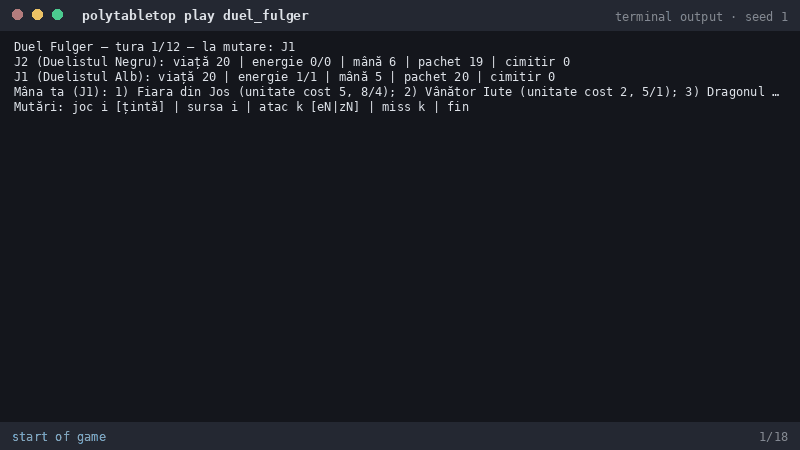 polytabletop play duel_fulger
terminal output · seed 1
Duel Fulger — tura 1/12 — la mutare: J1
J2 (Duelistul Negru): viață 20 | energie 0/0 | mână 6 | pachet 19 | cimitir 0
J1 (Duelistul Alb): viață 20 | energie 1/1 | mână 5 | pachet 20 | cimitir 0
Mâna ta (J1): 1) Fiara din Jos (unitate cost 5, 8/4); 2) Vânător Iute (unitate cost 2, 5/1); 3) Dragonul …
Mutări: joc i [țintă] | sursa i | atac k [eN|zN] | miss k | fin
start of game
1/18